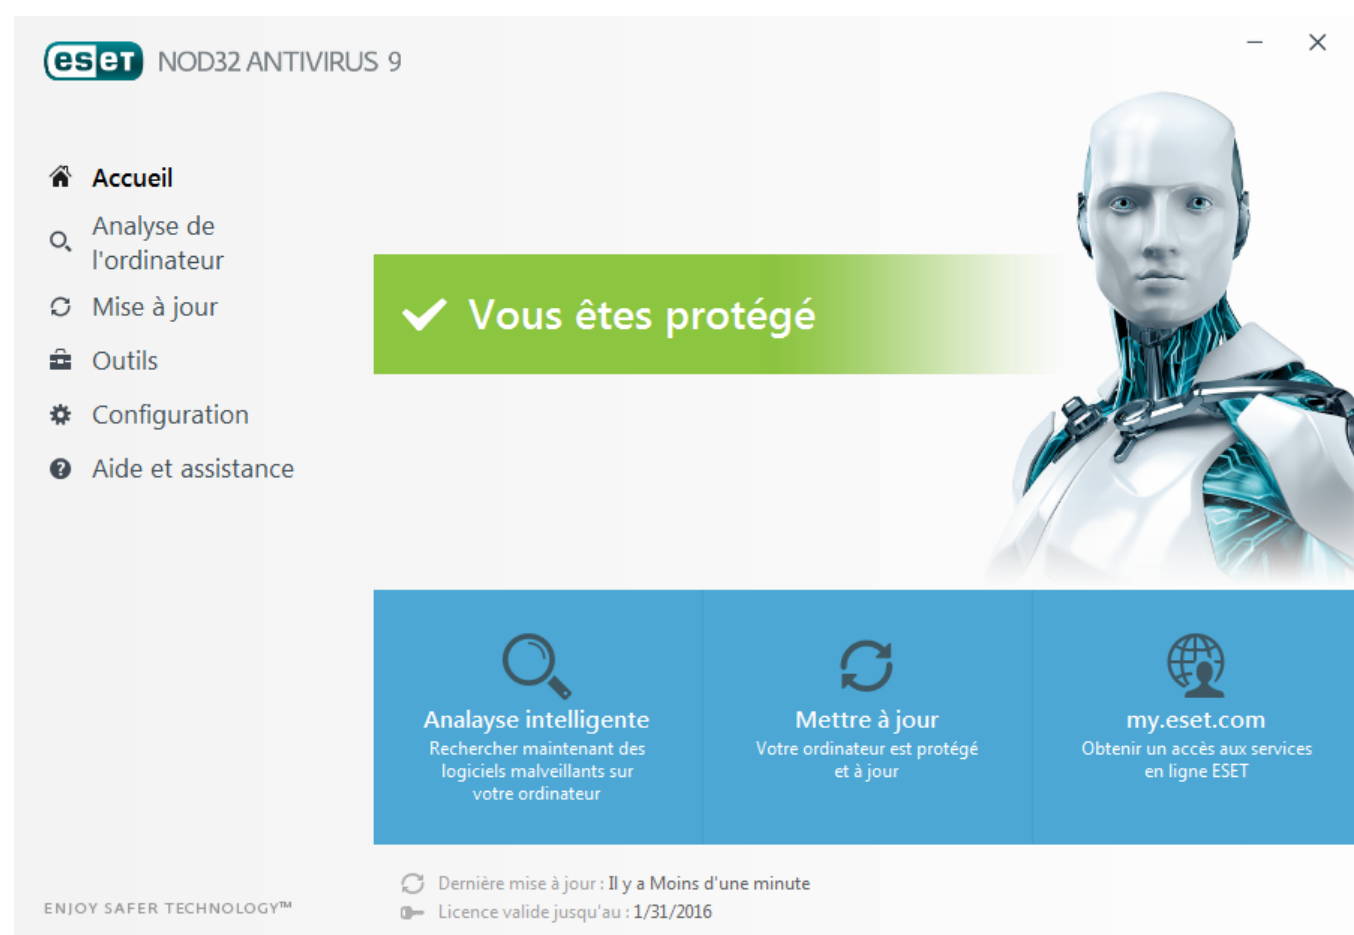 eset NOD32 ANTIVIRUS 9
Accueil
Analyse de
l'ordinateur
Mise à jour
Outils
Configuration
Aide et assistance
Vous êtes protégé
Analayse intelligente
Rechercher maintenant des
logiciels malveillants sur
votre ordinateur
Mettre à jour
Votre ordinateur est protégé
et à jour
my.eset.com
Obtenir un accès aux services
en ligne ESET
Dernière mise à jour : Il y a Moins d'une minute
Licence valide jusqu'au : 1/31/2016
ENJOY SAFER TECHNOLOGY™